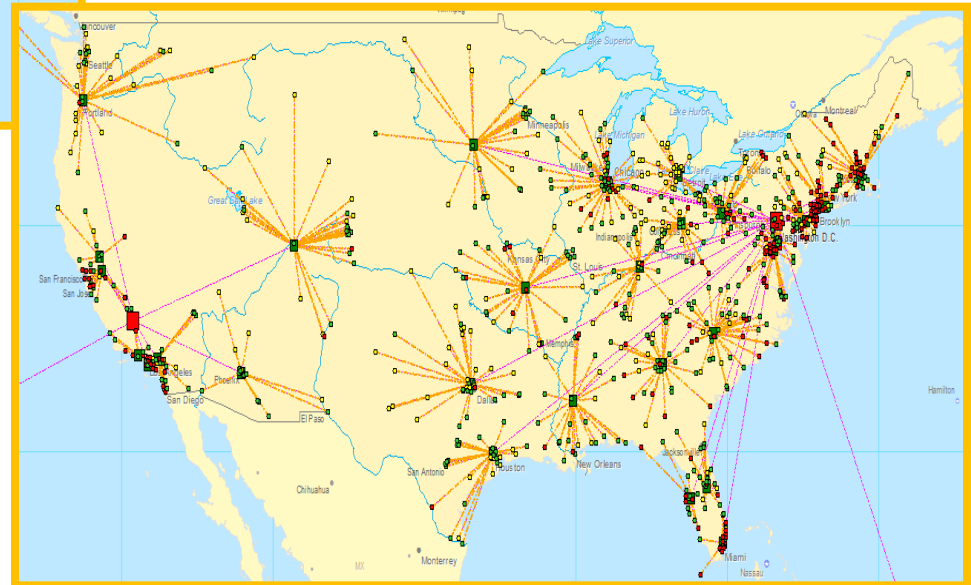 Vancouver
Lake Superior
Seattle
Portland
Minneapolis
Lake Michigan
Lake Huron
Lake Ontario
Montreal
Buffalo
Chicago
Brooklyn
Great Salt Lake
Indianapolis
Washington D.C.
Kansas City
St. Louis
Cincinnati
San Francisco
San Jose
Memphis
Los Angeles
Phoenix
San Diego
Dallas
El Paso
Hamilton
Jacksonville
San Antonio
Houston
New Orleans
Chihuahua
Monterrey
MX
Miami
Nassau